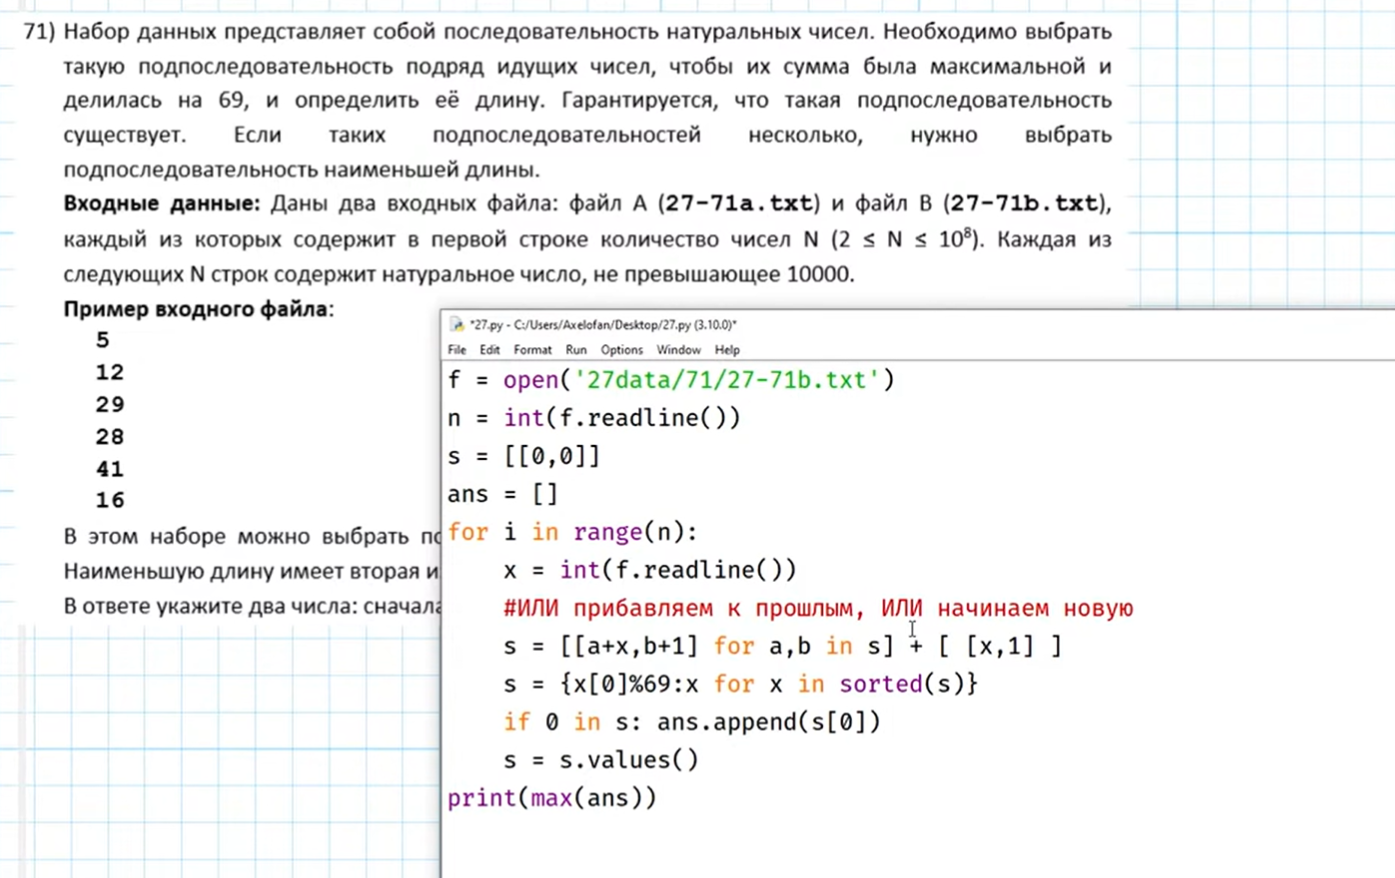 71) Набор данных представляет собой последовательность натуральных чисел. Необходимо выбрать
такую подпоследовательность подряд идущих чисел, чтобы их сумма была максимальной и
делилась на 69, и определить её длину. Гарантируется, что такая подпоследовательность
существует. Если таких подпоследовательностей несколько, нужно выбрать
подпоследовательность наименьшей длины.
Входные данные: Даны два входных файла: файл A (27-71a.txt) и файл B (27-71b.txt),
каждый из которых содержит в первой строке количество чисел N (2 ≤ N ≤ 10⁸). Каждая из
следующих N строк содержит натуральное число, не превышающее 10000.
Пример входного файла:
5
12
29
28
41
16
В этом наборе можно выбрать по
Наименьшую длину имеет вторая и
В ответе укажите два числа: сначала
*27.py - C:/Users/Axelofan/Desktop/27.py (3.10.0)*
File Edit Format Run Options Window Help
f = open('27data/71/27-71b.txt')
n = int(f.readline())
s = [[0,0]]
ans = []
for i in range(n):
    x = int(f.readline())
    #ИЛИ прибавляем к прошлым, ИЛИ начинаем новую
    s = [[a+x,b+1] for a,b in s] + [ [x,1] ]
    s = {x[0]%69:x for x in sorted(s)}
    if 0 in s: ans.append(s[0])
    s = s.values()
print(max(ans))